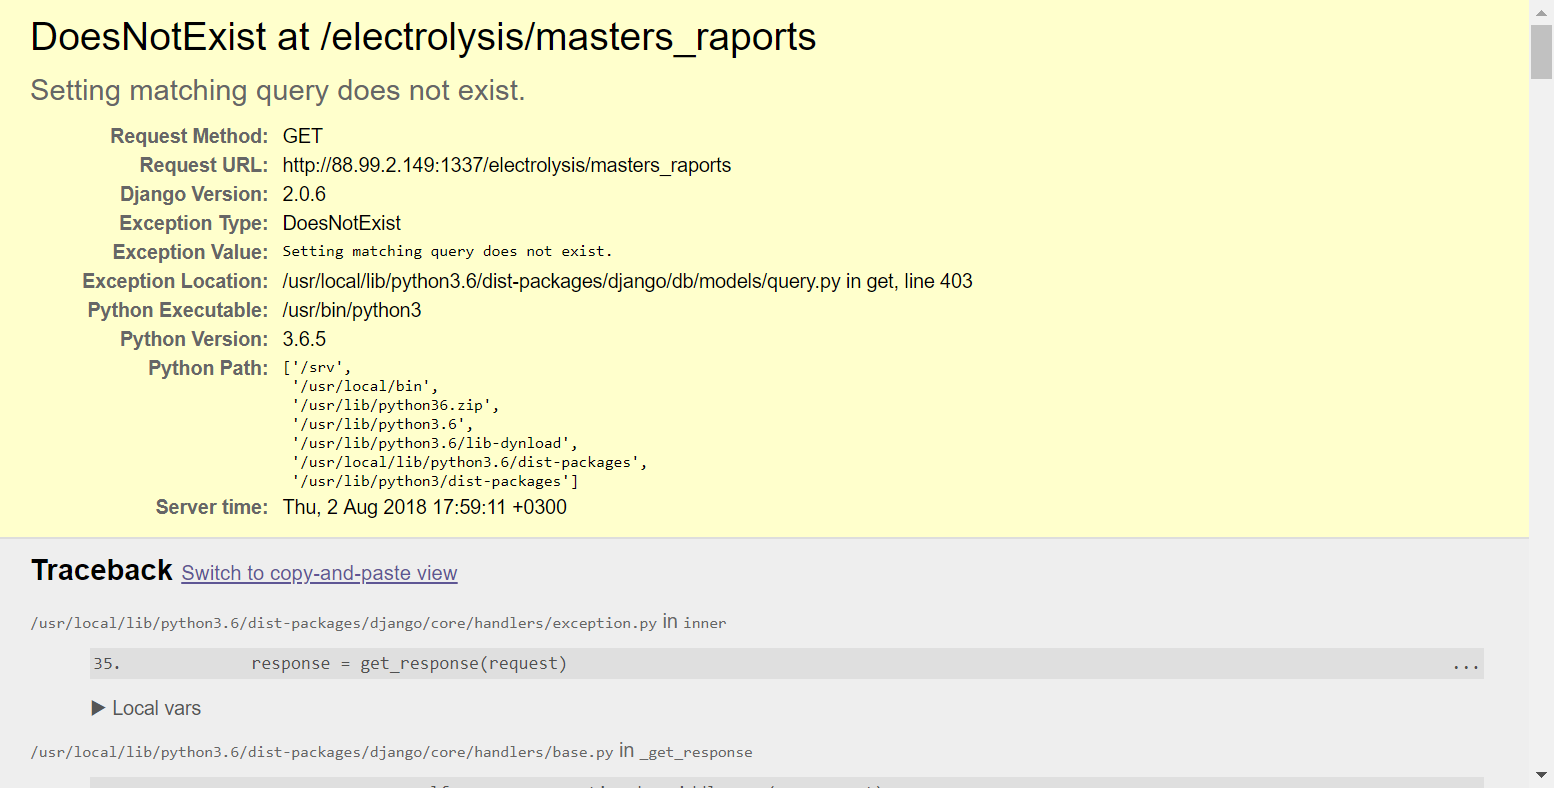 DoesNotExist at /electrolysis/masters_raports
Setting matching query does not exist.
Request Method: GET
Request URL: http://88.99.2.149:1337/electrolysis/masters_raports
Django Version: 2.0.6
Exception Type: DoesNotExist
Exception Value: Setting matching query does not exist.
Exception Location: /usr/local/lib/python3.6/dist-packages/django/db/models/query.py in get, line 403
Python Executable: /usr/bin/python3
Python Version: 3.6.5
Python Path: ['/srv',
'/usr/local/bin',
'/usr/lib/python36.zip',
'/usr/lib/python3.6',
'/usr/lib/python3.6/lib-dynload',
'/usr/local/lib/python3.6/dist-packages',
'/usr/lib/python3/dist-packages']
Server time: Thu, 2 Aug 2018 17:59:11 +0300
Traceback Switch to copy-and-paste view
/usr/local/lib/python3.6/dist-packages/django/core/handlers/exception.py in inner
35. response = get_response(request) ...
▶ Local vars
/usr/local/lib/python3.6/dist-packages/django/core/handlers/base.py in _get_response